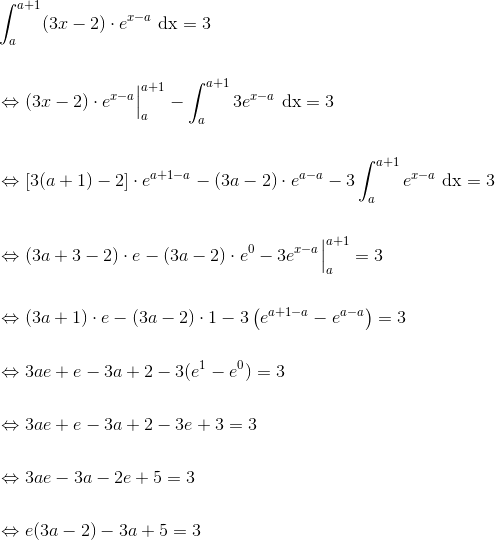 ∫_a^{a+1} (3x − 2) · e^{x−a} dx = 3
⇔ (3x − 2) · e^{x−a} |_a^{a+1} − ∫_a^{a+1} 3e^{x−a} dx = 3
⇔ [3(a + 1) − 2] · e^{a+1−a} − (3a − 2) · e^{a−a} − 3 ∫_a^{a+1} e^{x−a} dx = 3
⇔ (3a + 3 − 2) · e − (3a − 2) · e^0 − 3e^{x−a} |_a^{a+1} = 3
⇔ (3a + 1) · e − (3a − 2) · 1 − 3 (e^{a+1−a} − e^{a−a}) = 3
⇔ 3ae + e − 3a + 2 − 3(e^1 − e^0) = 3
⇔ 3ae + e − 3a + 2 − 3e + 3 = 3
⇔ 3ae − 3a − 2e + 5 = 3
⇔ e(3a − 2) − 3a + 5 = 3